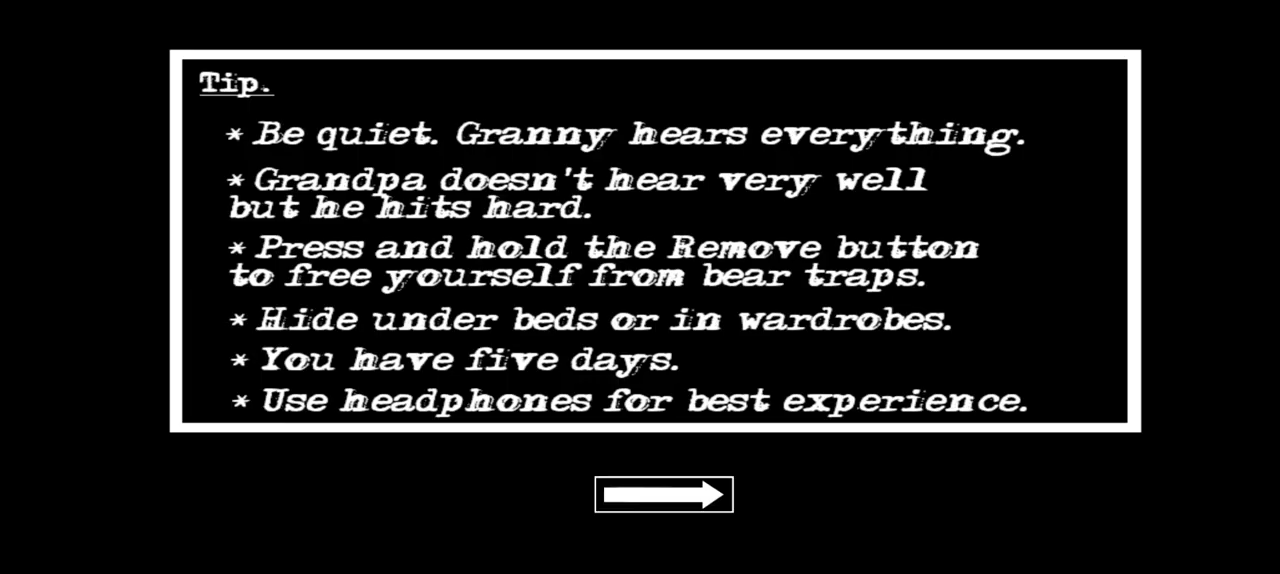 Tip.
* Be quiet. Granny hears everything.
* Grandpa doesn't hear very well
but he hits hard.
* Press and hold the Remove button
to free yourself from bear traps.
* Hide under beds or in wardrobes.
* You have five days.
* Use headphones for best experience.